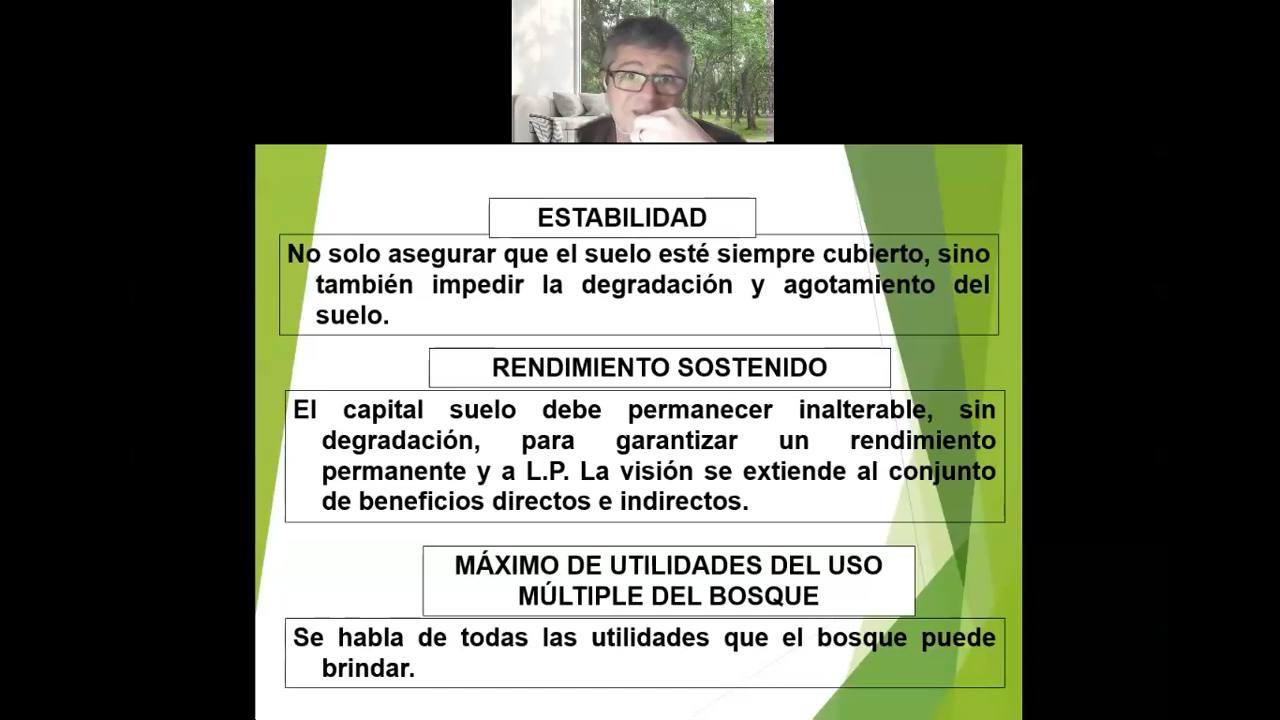 ESTABILIDAD
No solo asegurar que el suelo esté siempre cubierto, sino
también impedir la degradación y agotamiento del
suelo.
RENDIMIENTO SOSTENIDO
El capital suelo debe permanecer inalterable, sin
degradación, para garantizar un rendimiento
permanente y a L.P. La visión se extiende al conjunto
de beneficios directos e indirectos.
MÁXIMO DE UTILIDADES DEL USO
MÚLTIPLE DEL BOSQUE
Se habla de todas las utilidades que el bosque puede
brindar.